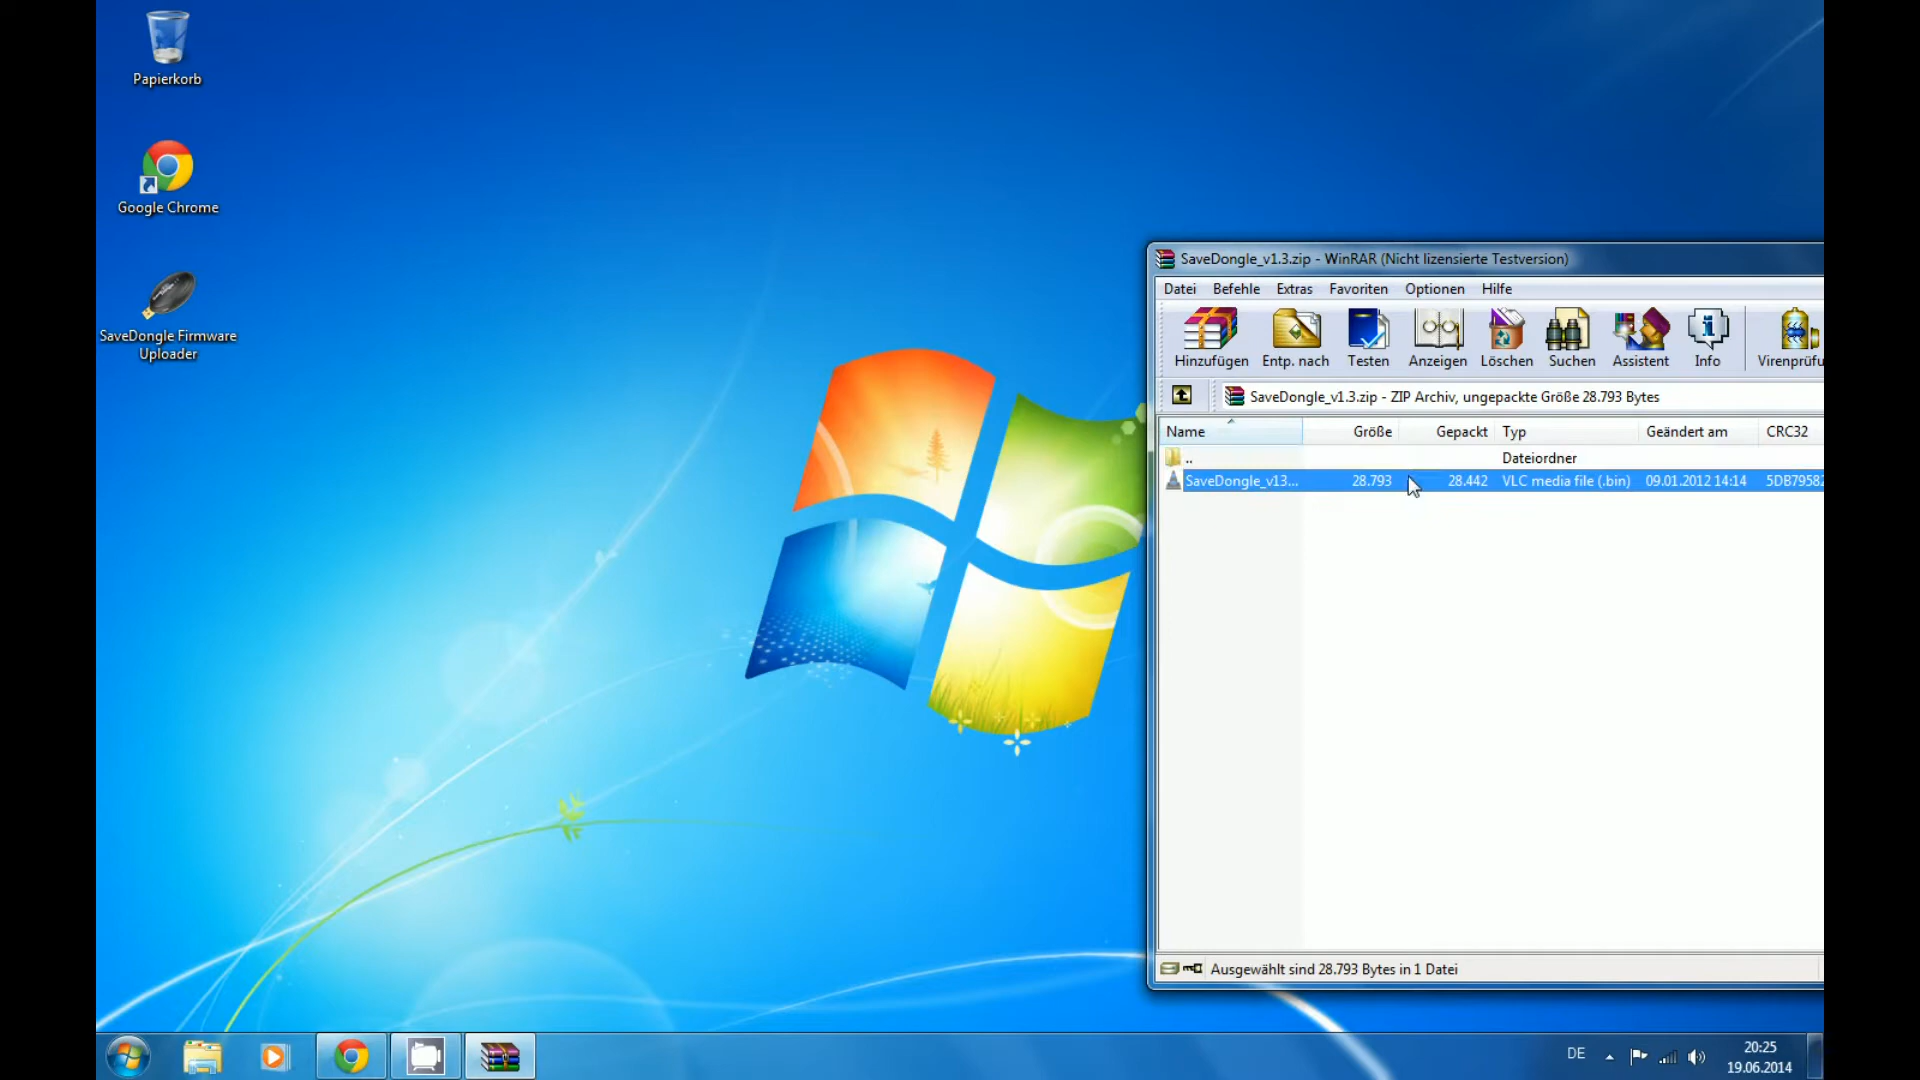 Papierkorb
Google Chrome
SaveDongle Firmware
Uploader
SaveDongle_v1.3.zip - WinRAR (Nicht lizensierte Testversion)
Datei Befehle Extras Favoriten Optionen Hilfe
Hinzufügen Entp. nach Testen Anzeigen Löschen Suchen Assistent Info Virenprüfu
SaveDongle_v1.3.zip - ZIP Archiv, ungepackte Größe 28.793 Bytes
Name Größe Gepackt Typ Geändert am CRC32
.. Dateiordner
SaveDongle_v13... 28.793 28.442 VLC media file (.bin) 09.01.2012 14:14 5DB79582
Ausgewählt sind 28.793 Bytes in 1 Datei
DE
20:25
19.06.2014